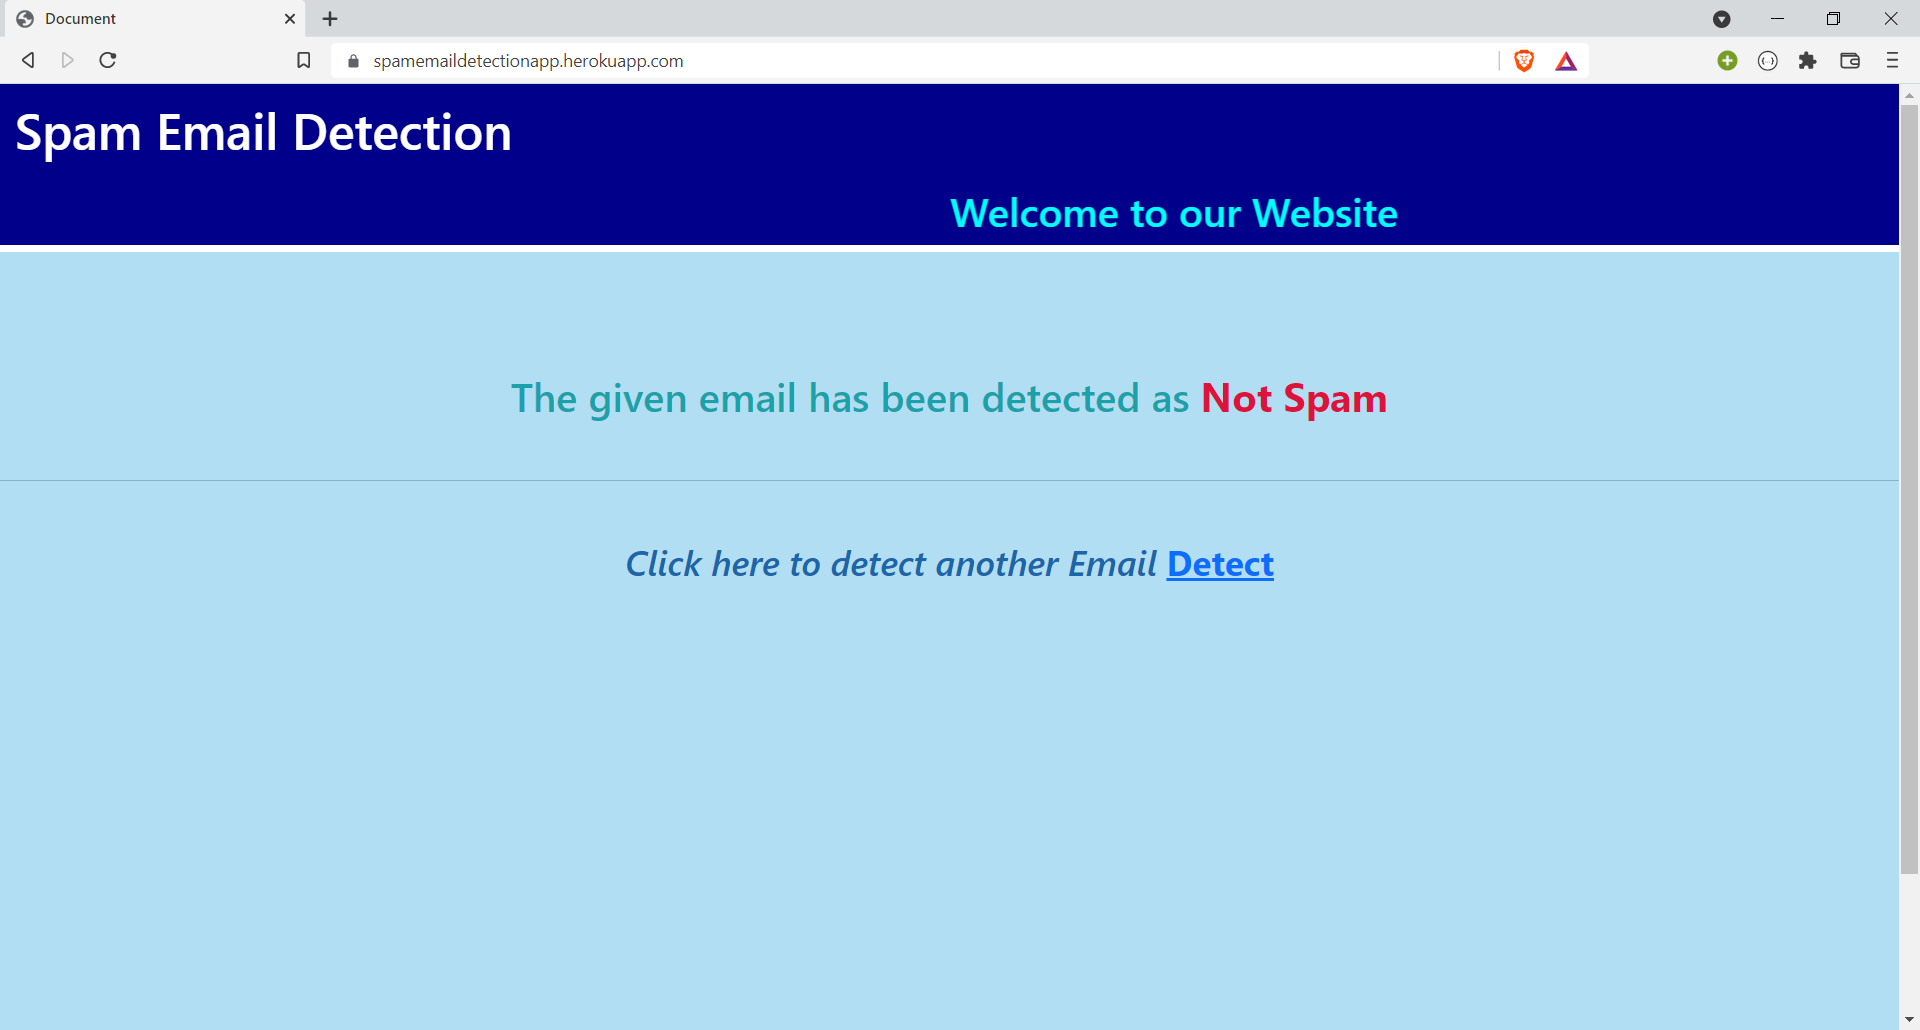 Document
spamemaildetectionapp.herokuapp.com
Spam Email Detection
Welcome to our Website
The given email has been detected as Not Spam
Click here to detect another Email Detect